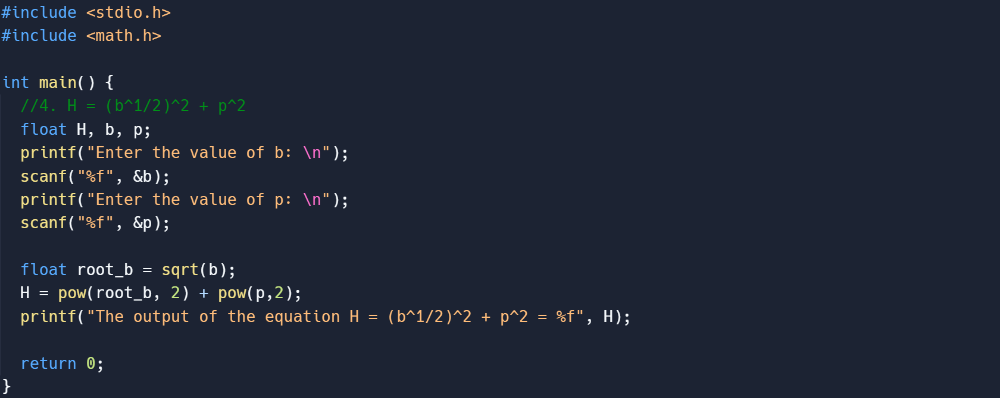 #include <stdio.h>
#include <math.h>
int main() {
//4. H = (b^1/2)^2 + p^2
float H, b, p;
printf("Enter the value of b: \n");
scanf("%f", &b);
printf("Enter the value of p: \n");
scanf("%f", &p);
float root_b = sqrt(b);
H = pow(root_b, 2) + pow(p,2);
printf("The output of the equation H = (b^1/2)^2 + p^2 = %f", H);
return 0;
}